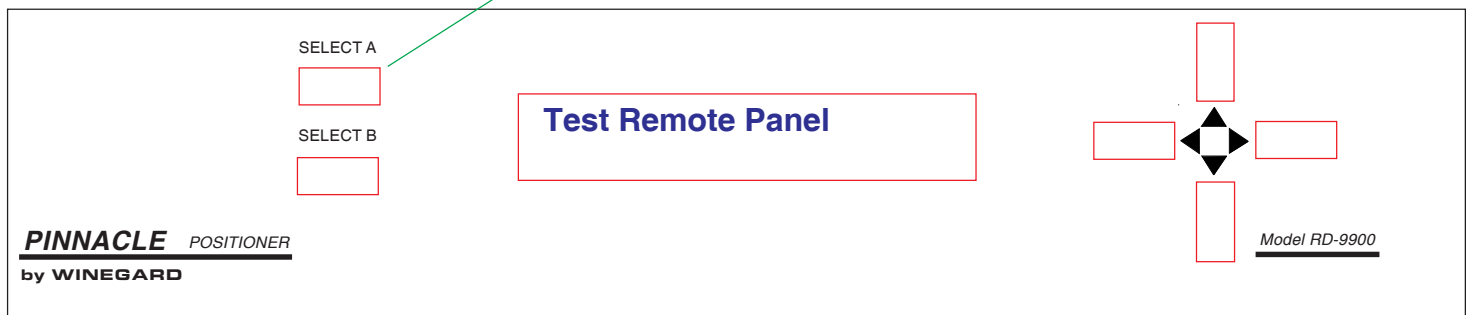 SELECT A
Test Remote Panel
SELECT B
PINNACLE POSITIONER
by WINEGARD
Model RD-9900